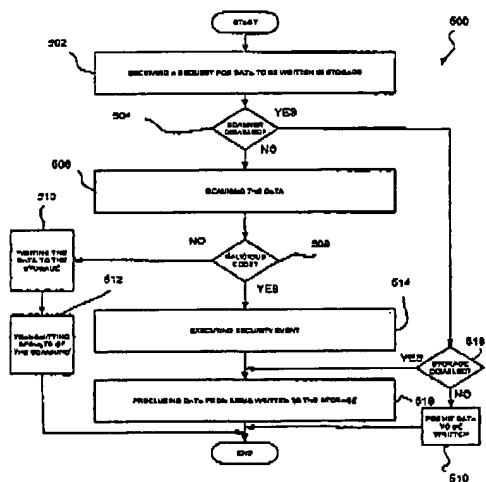 START
500
502
RECEIVING A REQUEST FOR DATA TO BE WRITTEN IN STORAGE
504
SCANNER
DISABLED?
YES
NO
506
SCANNING THE DATA
510
NO
MALICIOUS
CODE?
508
WRITING THE
DATA TO THE
STORAGE
512
YES
514
EXECUTING SECURITY EVENT
TRANSMITTING
RESULTS OF
THE SCANNING
YES
STORAGE
DISABLED?
518
PRECLUDING DATA FROM BEING WRITTEN TO THE STORAGE
516
NO
DATA
TO BE
WRITTEN
END
510